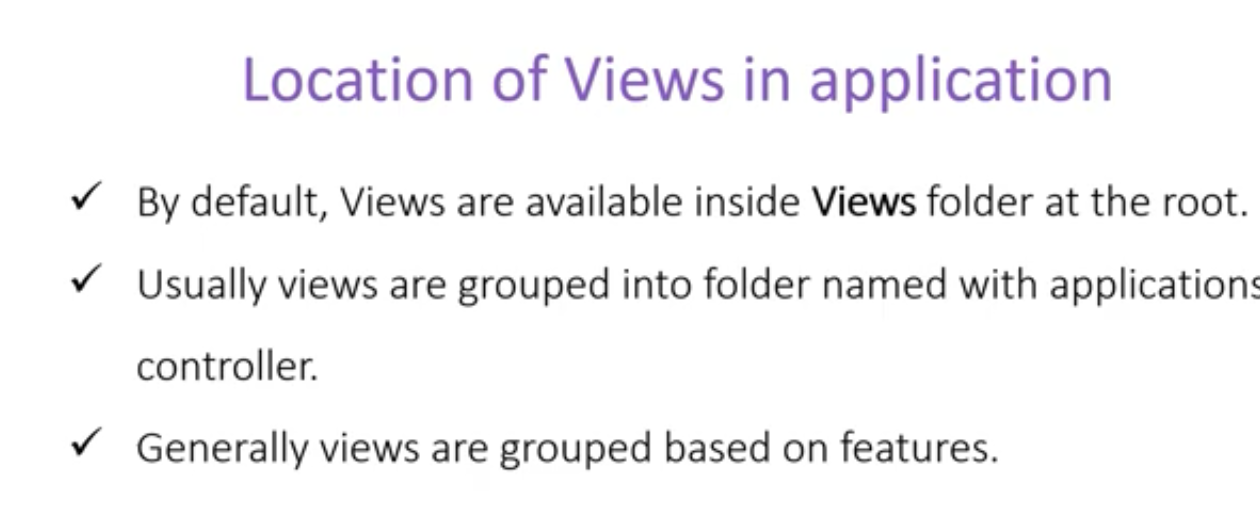 Location of Views in application
✓ By default, Views are available inside Views folder at the root.
✓ Usually views are grouped into folder named with applications
controller.
✓ Generally views are grouped based on features.